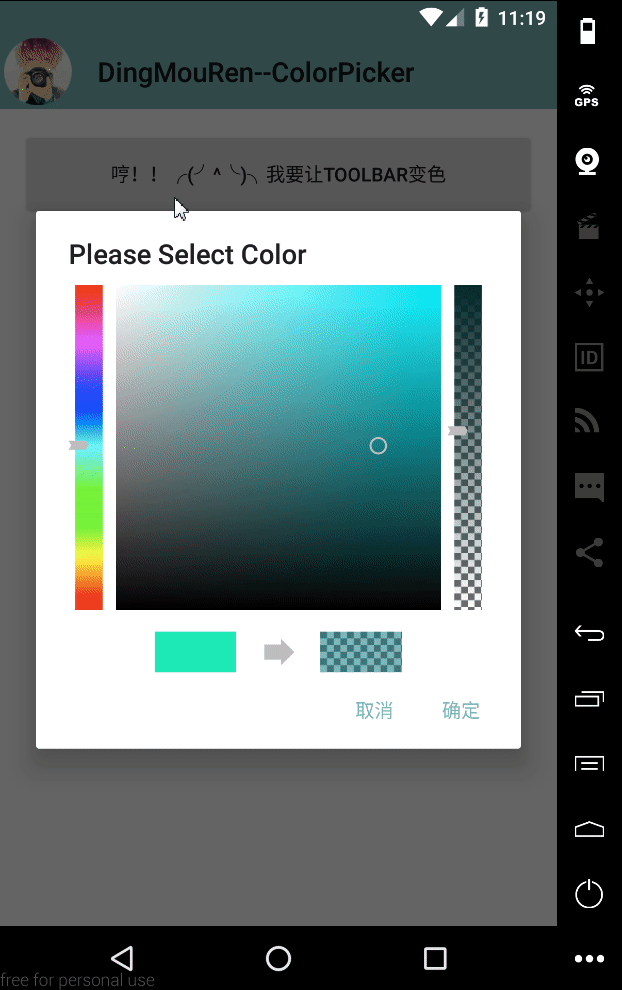 11:19
DingMouRen--ColorPicker
哼！！ ╭(╯^╰)╮ 我要让TOOLBAR变色
Please Select Color
取消
确定
GPS
ID
free for personal use